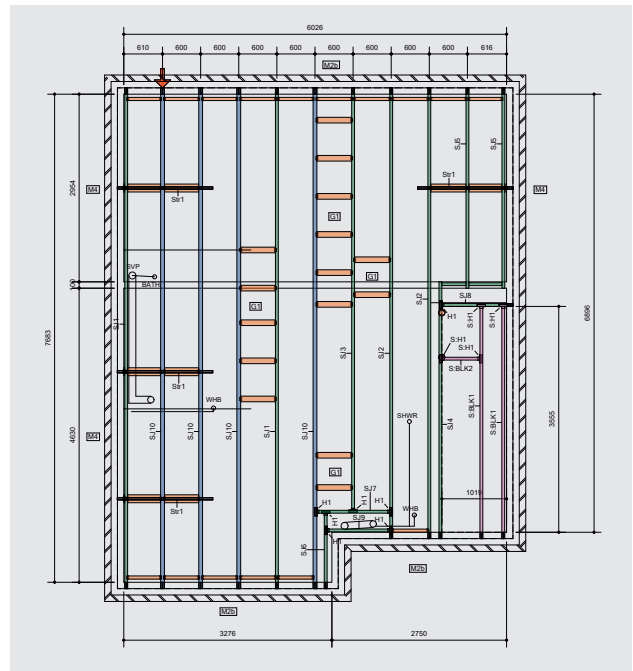 6026
610 600 600 600 600 600 600 600 600 616
M2b
SJ5 SJ5
2954
M4
Str1
Str1
M4
G1
SVP
BATH
G1
G1
100
SJ8
SJ2
S:H1 S:H1
H1
SJ1
7683
6896
SJ3
SJ2
S:H1
S:H1
S:BLK2
Str1
3555
WHB
SHWR
S:BLK1
S:BLK1
SJ4
SJ10
SJ10
SJ10
SJ1
M4
4630
G1
SJ7
1019
Str1
H1
H1
H1
SJ9
H1
WHB
H1
SJ6
M2b
M2b
3276
2750